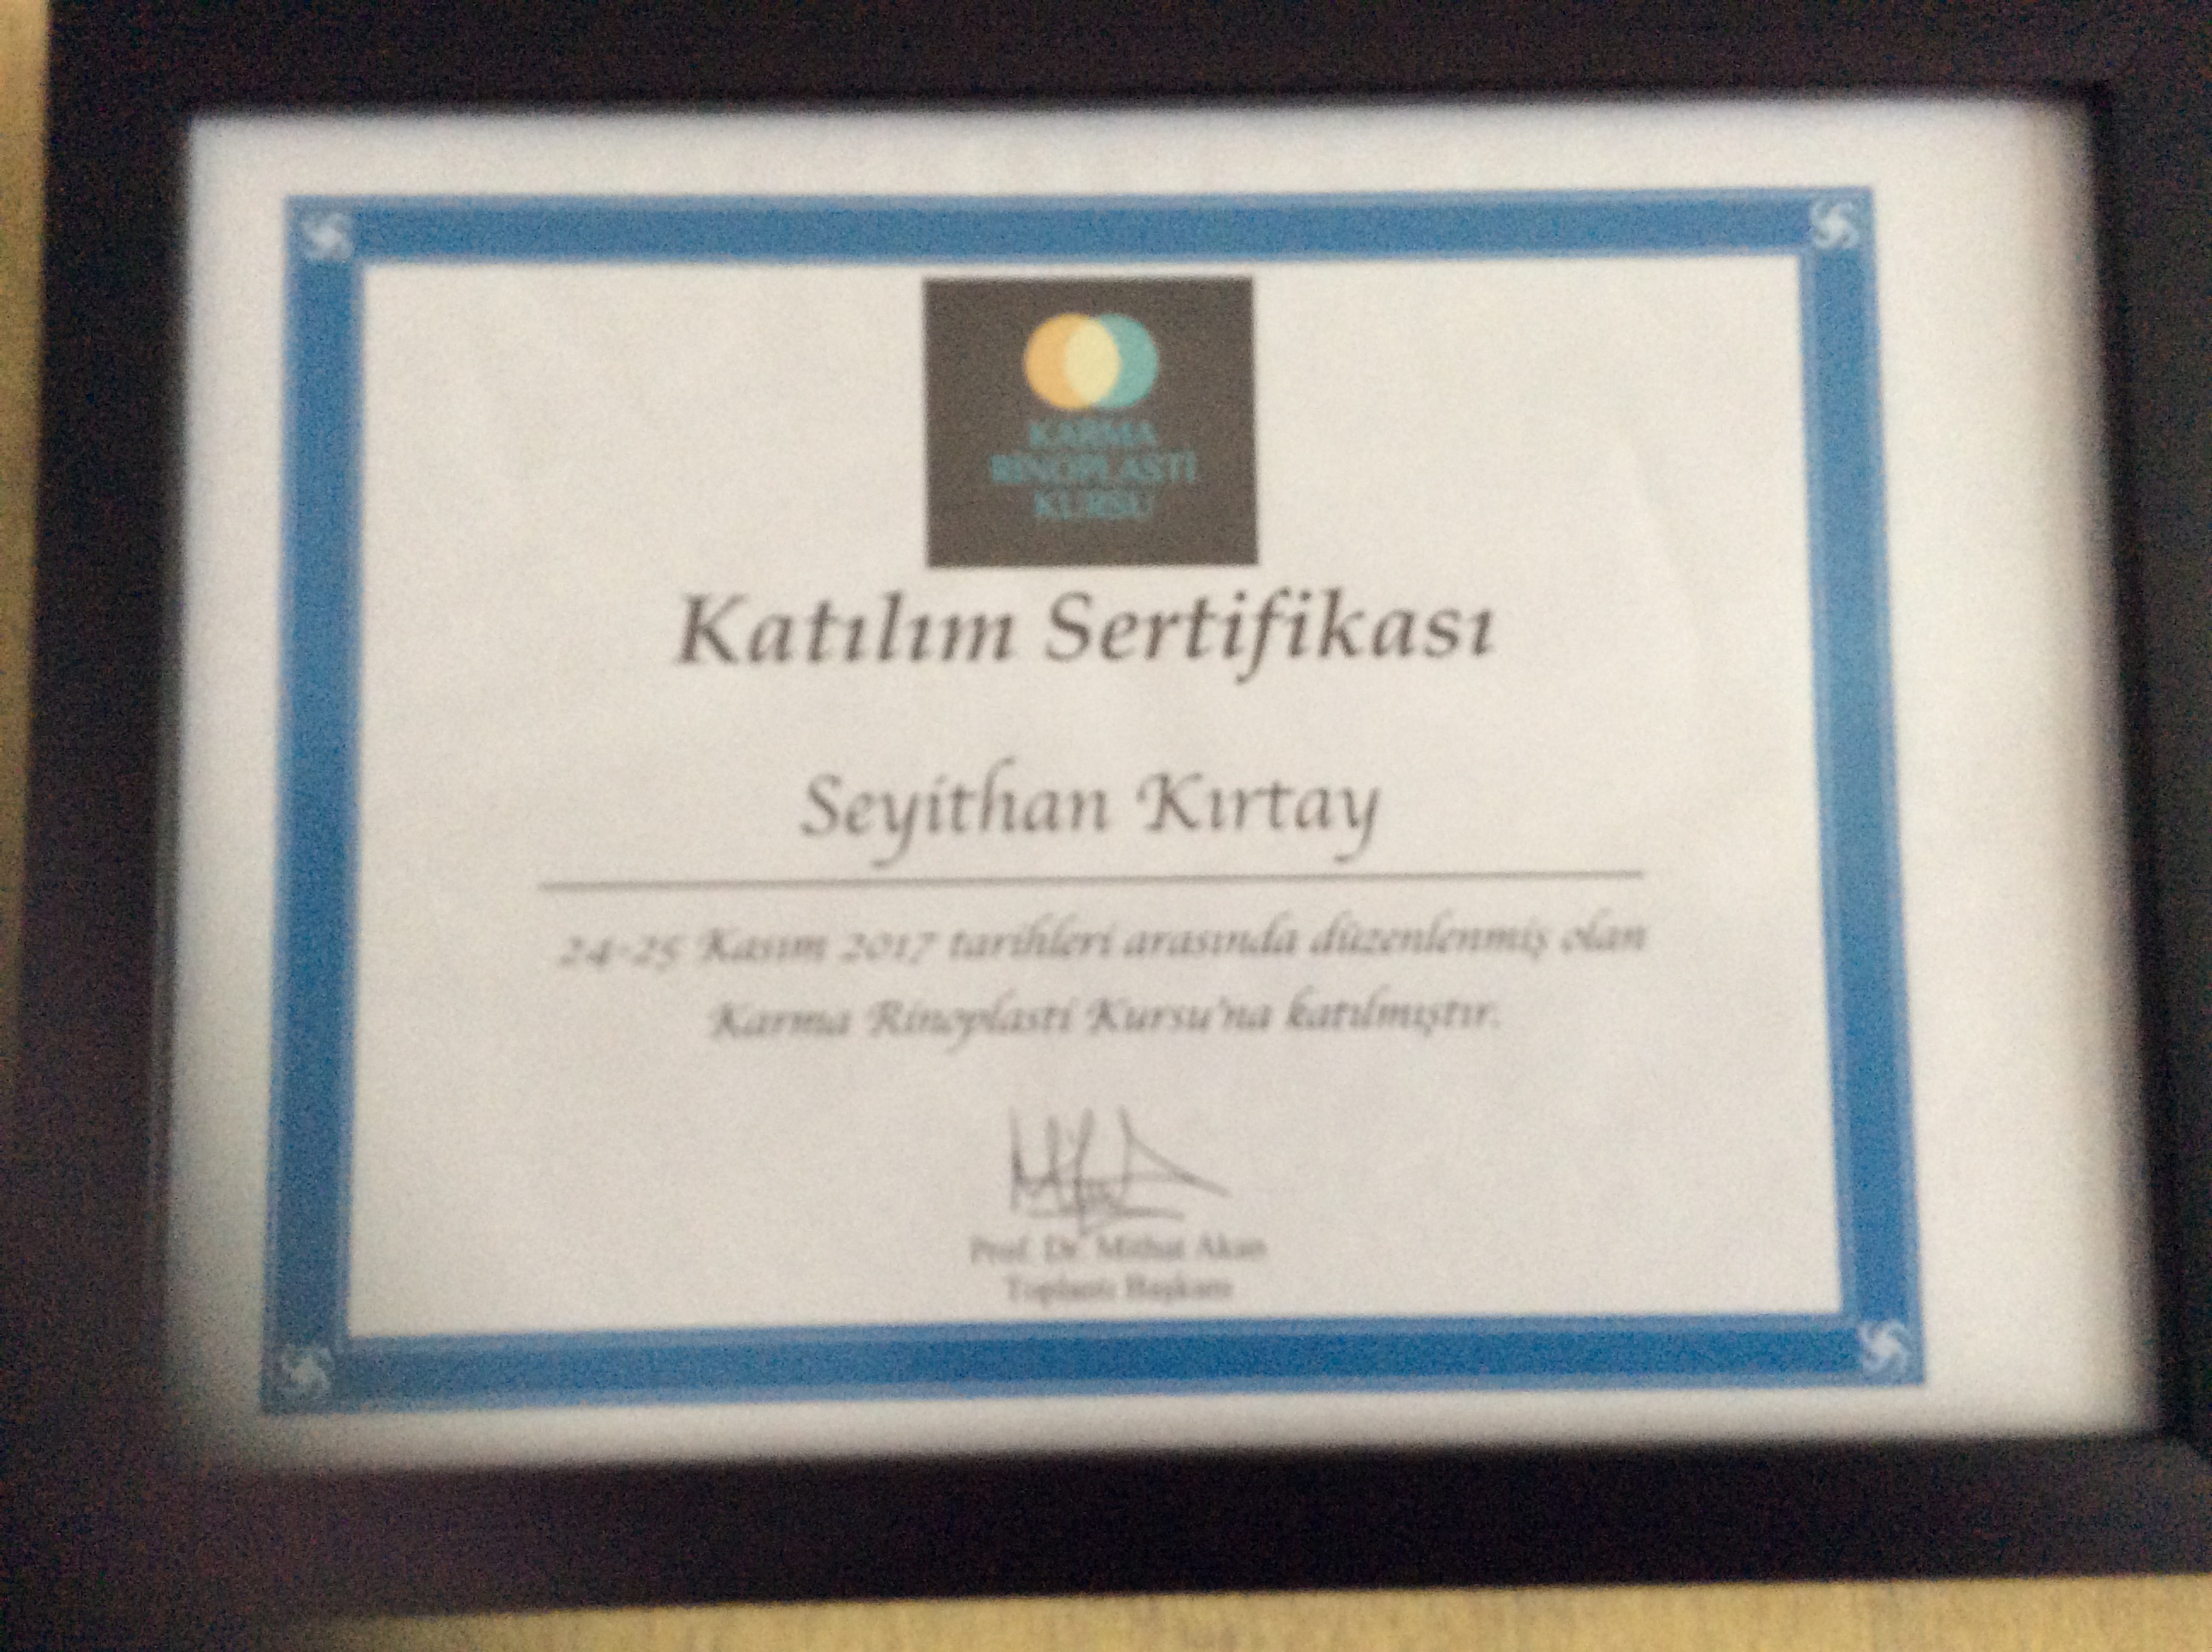 KARMA
RİNOPLASTİ
KURSU
Katılım Sertifikası
Seyithan Kırtay
24-25 Kasım 2017 tarihleri arasında düzenlenmiş olan
Karma Rinoplasti Kursu'na katılmıştır.
Prof. Dr. Mithat Akan
Toplantı Başkanı